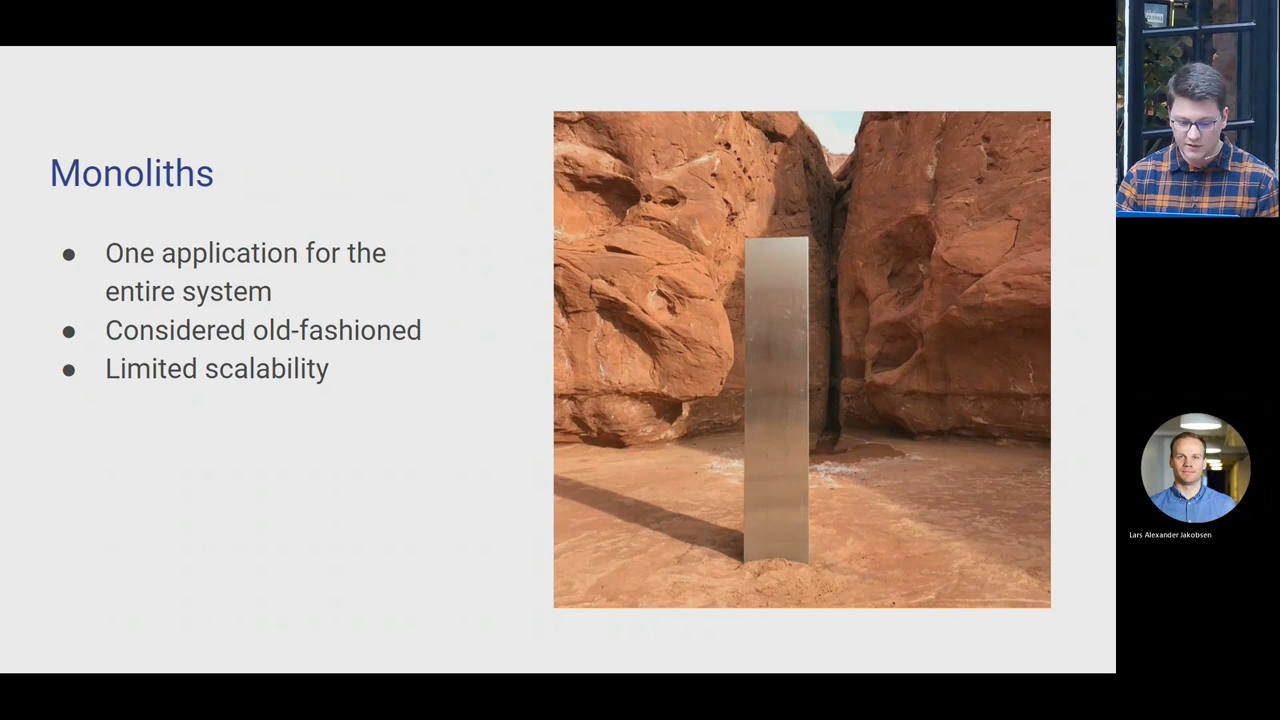 Monoliths
● One application for the
entire system
● Considered old-fashioned
● Limited scalability
Lars Alexander Jakobsen